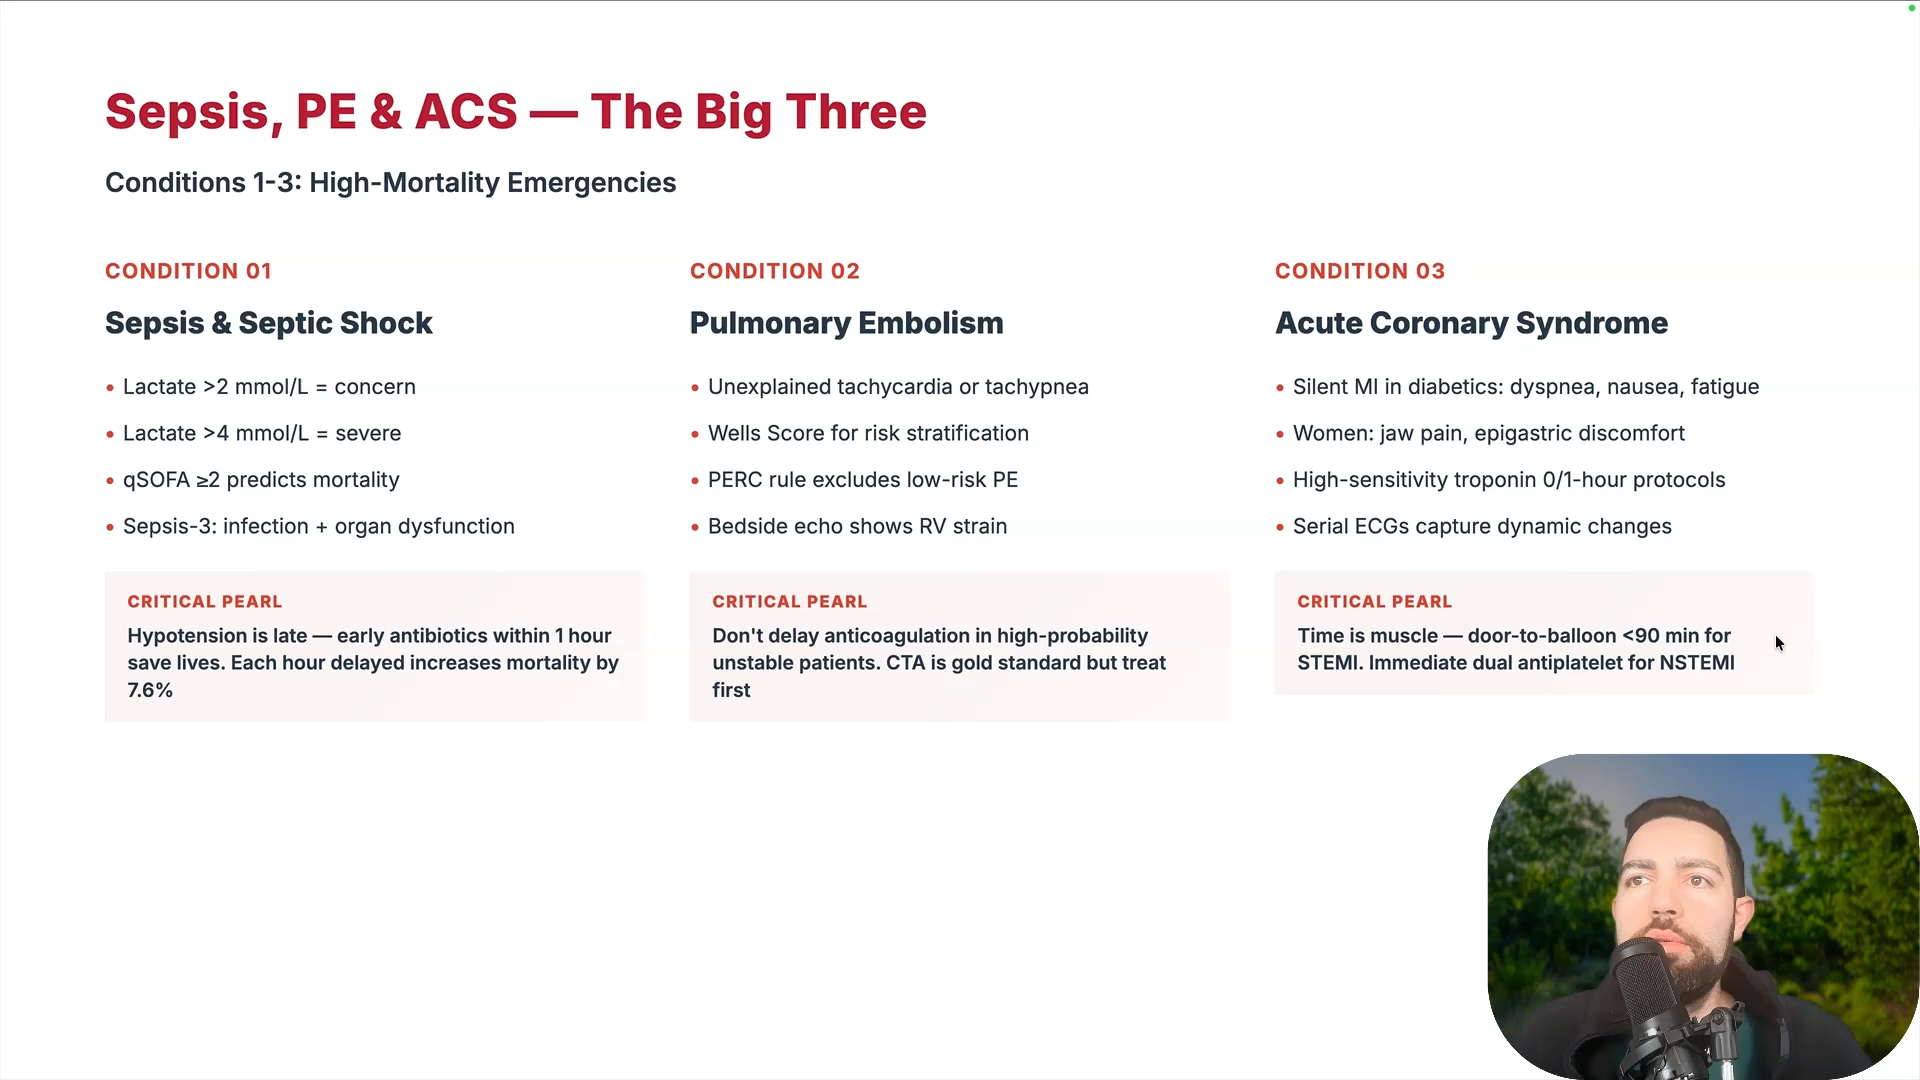 Sepsis, PE & ACS — The Big Three
Conditions 1-3: High-Mortality Emergencies
CONDITION 01
Sepsis & Septic Shock
• Lactate >2 mmol/L = concern
• Lactate >4 mmol/L = severe
• qSOFA ≥2 predicts mortality
• Sepsis-3: infection + organ dysfunction
CRITICAL PEARL
Hypotension is late — early antibiotics within 1 hour
save lives. Each hour delayed increases mortality by
7.6%
CONDITION 02
Pulmonary Embolism
• Unexplained tachycardia or tachypnea
• Wells Score for risk stratification
• PERC rule excludes low-risk PE
• Bedside echo shows RV strain
CRITICAL PEARL
Don't delay anticoagulation in high-probability
unstable patients. CTA is gold standard but treat
first
CONDITION 03
Acute Coronary Syndrome
• Silent MI in diabetics: dyspnea, nausea, fatigue
• Women: jaw pain, epigastric discomfort
• High-sensitivity troponin 0/1-hour protocols
• Serial ECGs capture dynamic changes
CRITICAL PEARL
Time is muscle — door-to-balloon <90 min for
STEMI. Immediate dual antiplatelet for NSTEMI